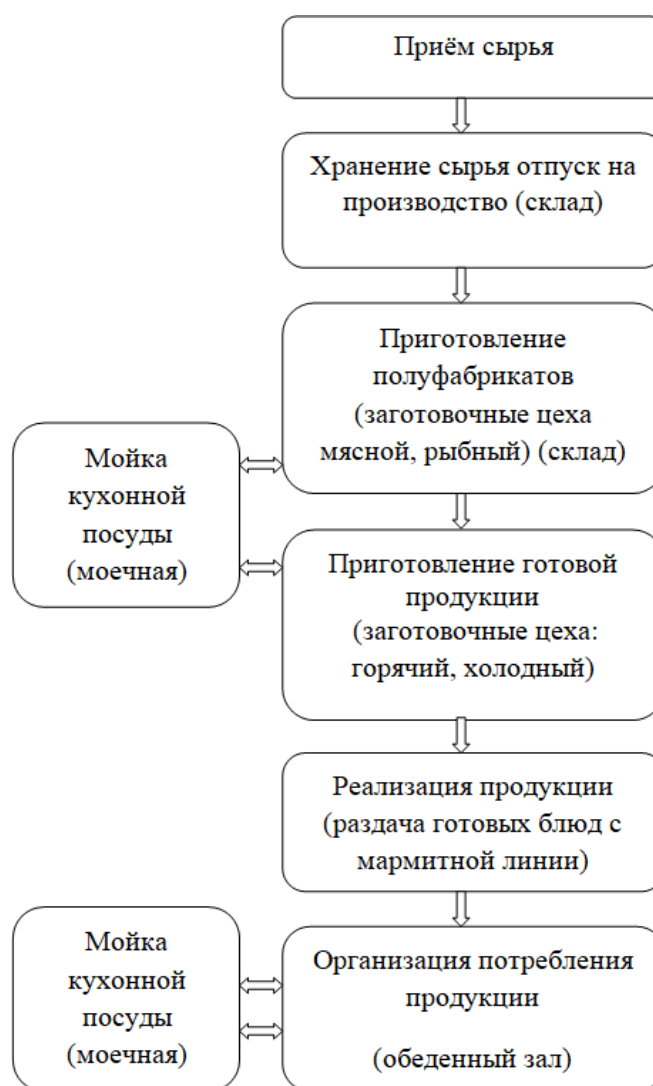 Приём сырья
Хранение сырья отпуск на
производство (склад)
Приготовление
полуфабрикатов
(заготовочные цеха
мясной, рыбный) (склад)
Мойка
кухонной
посуды
(моечная)
Приготовление готовой
продукции
(заготовочные цеха:
горячий, холодный)
Реализация продукции
(раздача готовых блюд с
мармитной линии)
Мойка
кухонной
посуды
(моечная)
Организация потребления
продукции
(обеденный зал)